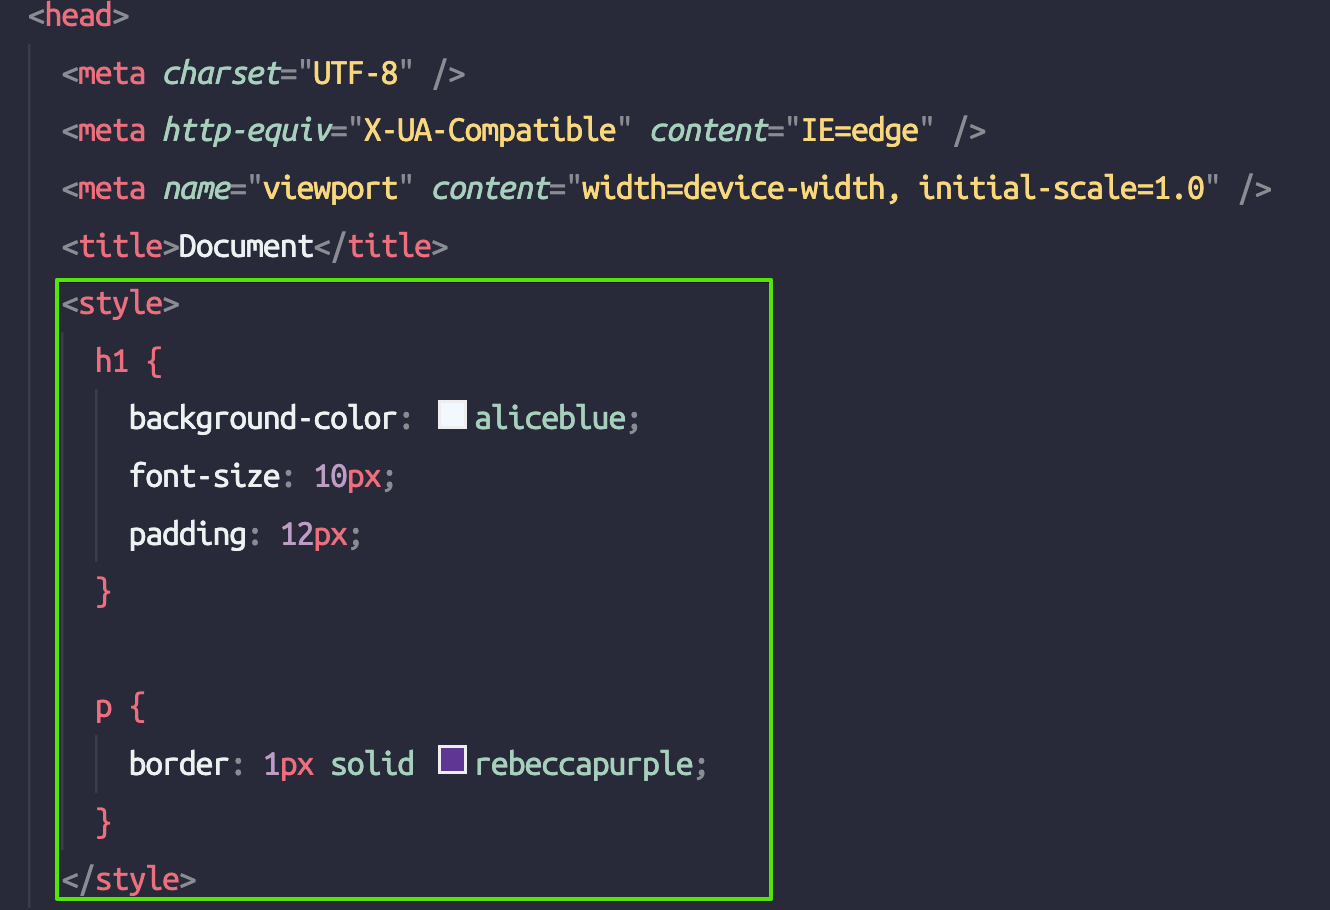 <head>
<meta charset="UTF-8" />
<meta http-equiv="X-UA-Compatible" content="IE=edge" />
<meta name="viewport" content="width=device-width, initial-scale=1.0" />
<title>Document</title>
<style>
h1 {
background-color: aliceblue;
font-size: 10px;
padding: 12px;
}
p {
border: 1px solid rebeccapurple;
}
</style>